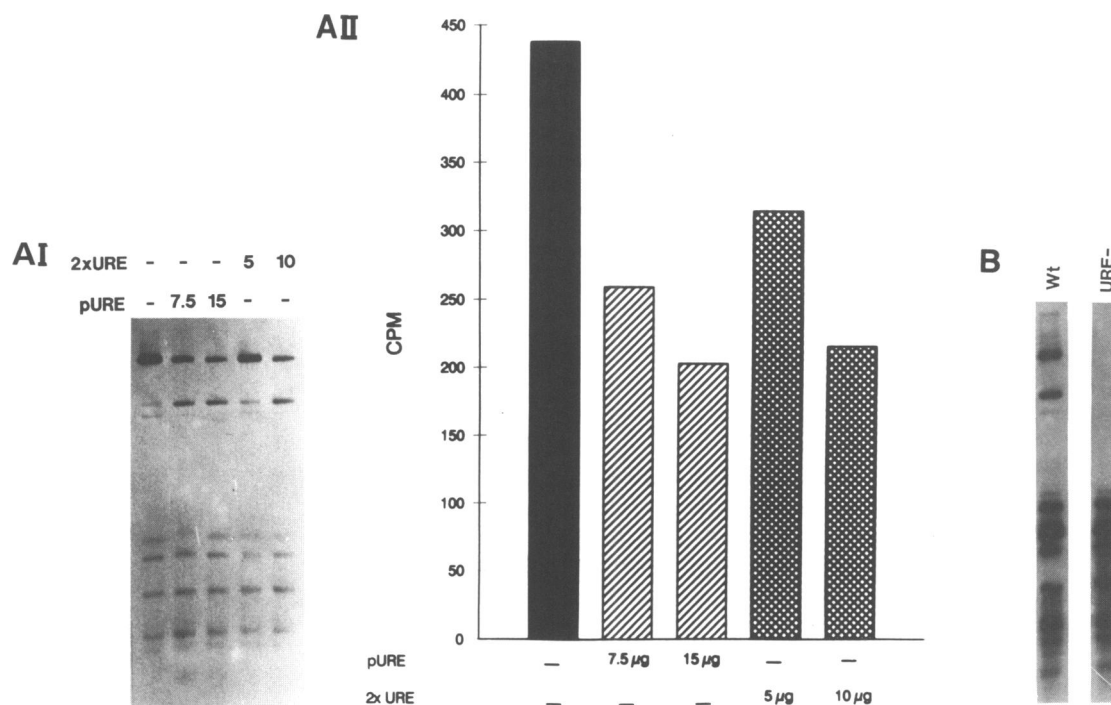 AI
2xURE - - - 5 10
pURE - 7.5 15 - -
AII
CPM
450
400
350
300
250
200
150
100
50
0
pURE — 7.5 µg 15 µg — —
2x URE — — — 5 µg 10 µg
B
Wt
URE-